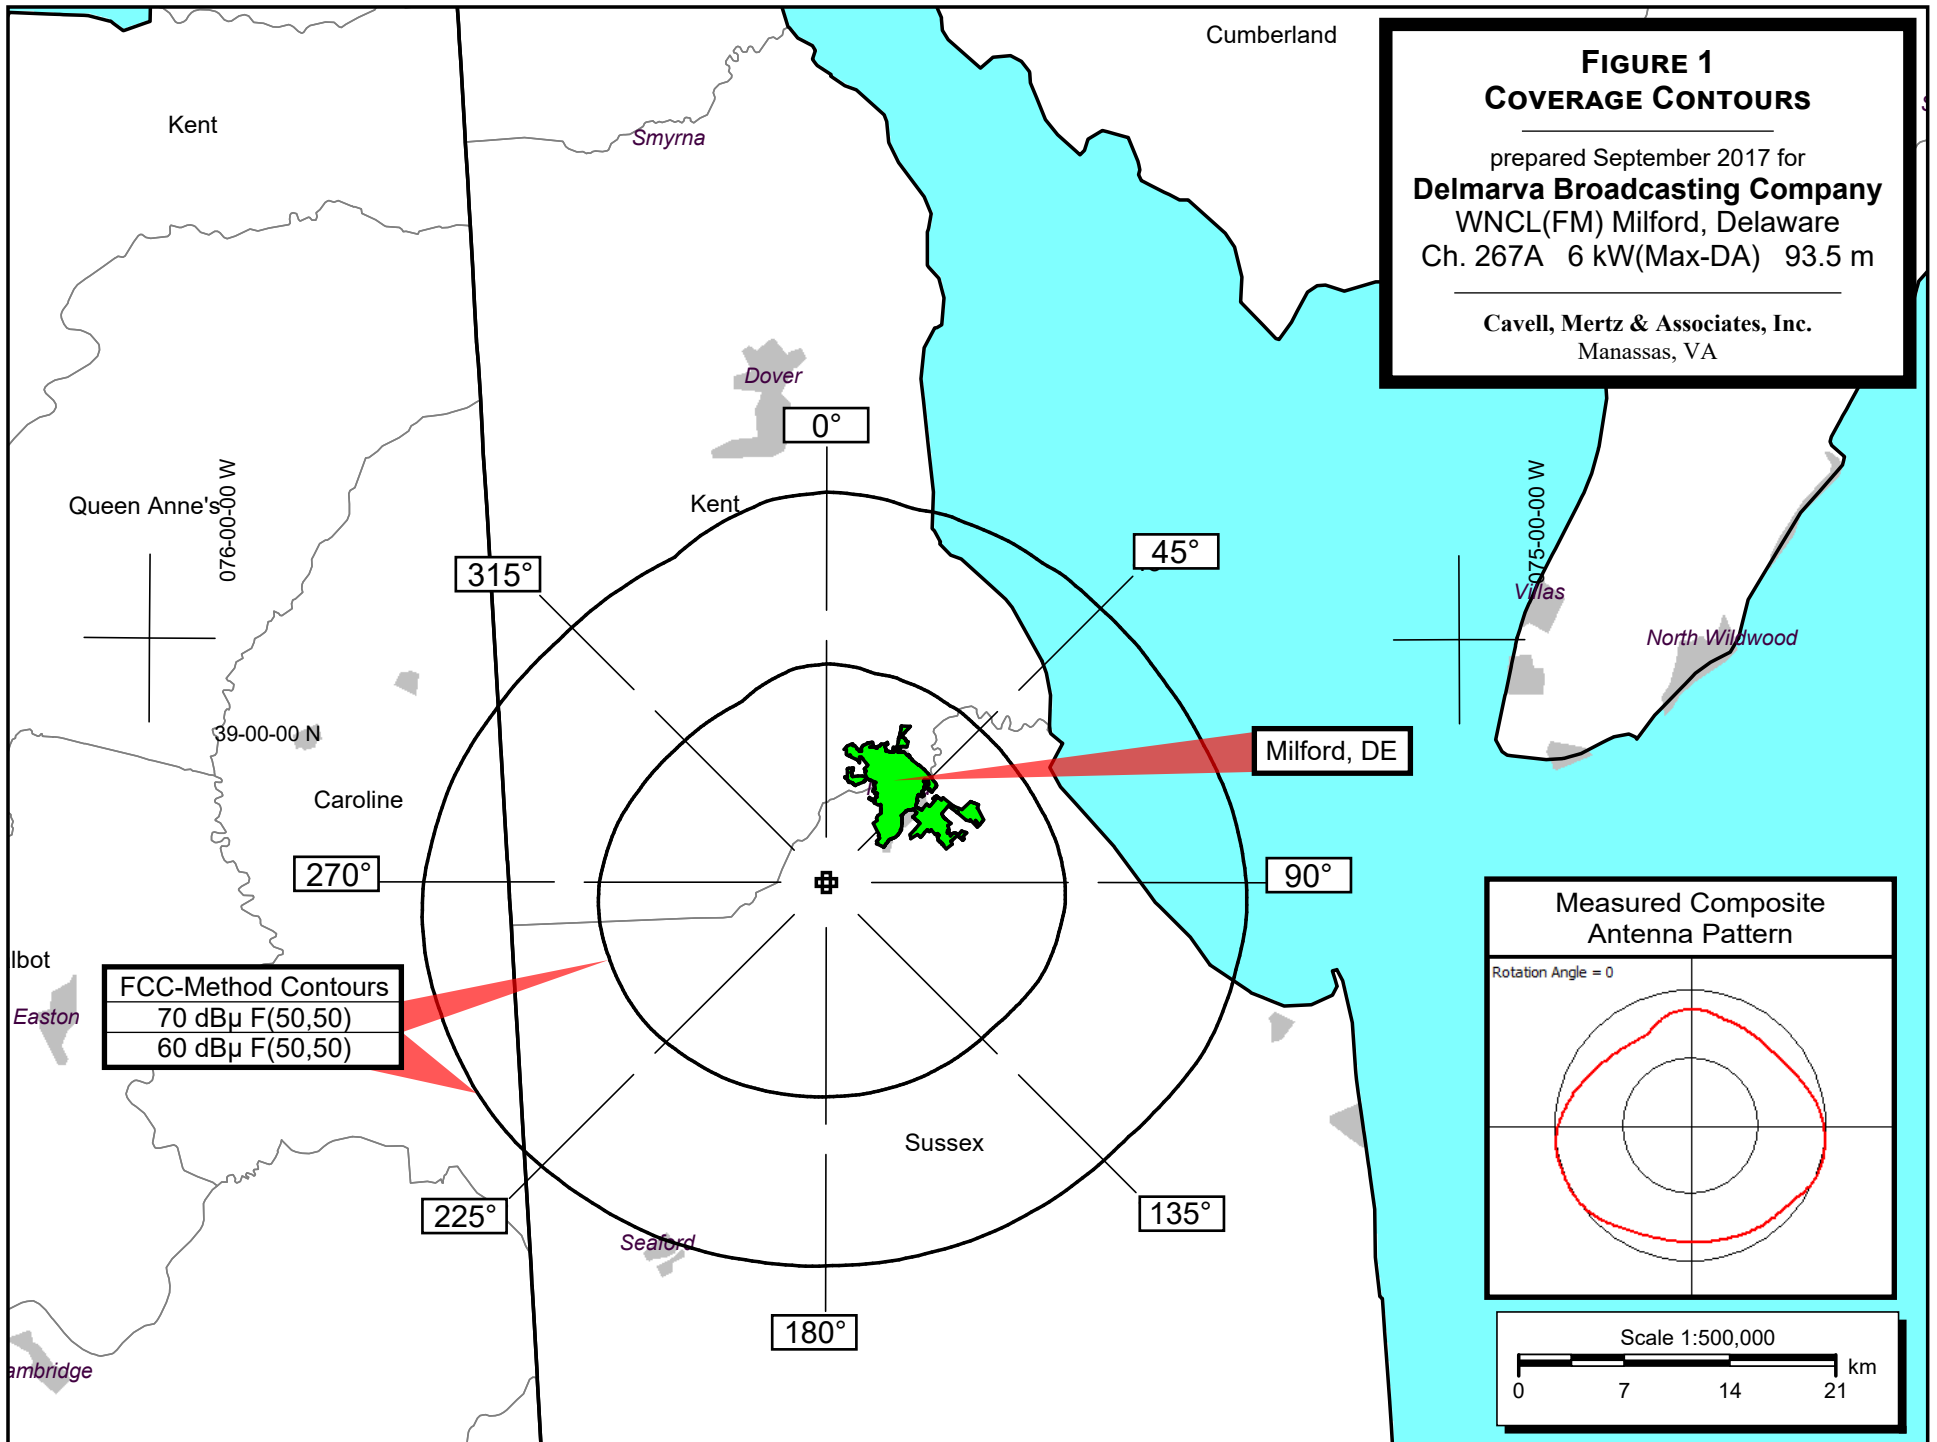 FIGURE 1
COVERAGE CONTOURS
prepared September 2017 for
Delmarva Broadcasting Company
WNCL(FM) Milford, Delaware
Ch. 267A 6 kW(Max-DA) 93.5 m
Cavell, Mertz & Associates, Inc.
Manassas, VA
Cumberland
Kent
Smyrna
Dover
0°
Queen Anne's
076-00-00 W
Kent
315°
45°
075-00-00 W
Villas
North Wildwood
39-00-00 N
Milford, DE
Caroline
270°
90°
lbot
Easton
FCC-Method Contours
70 dBµ F(50,50)
60 dBµ F(50,50)
Sussex
225°
135°
Seaford
180°
ambridge
Measured Composite
Antenna Pattern
Rotation Angle = 0
Scale 1:500,000
km
0 7 14 21